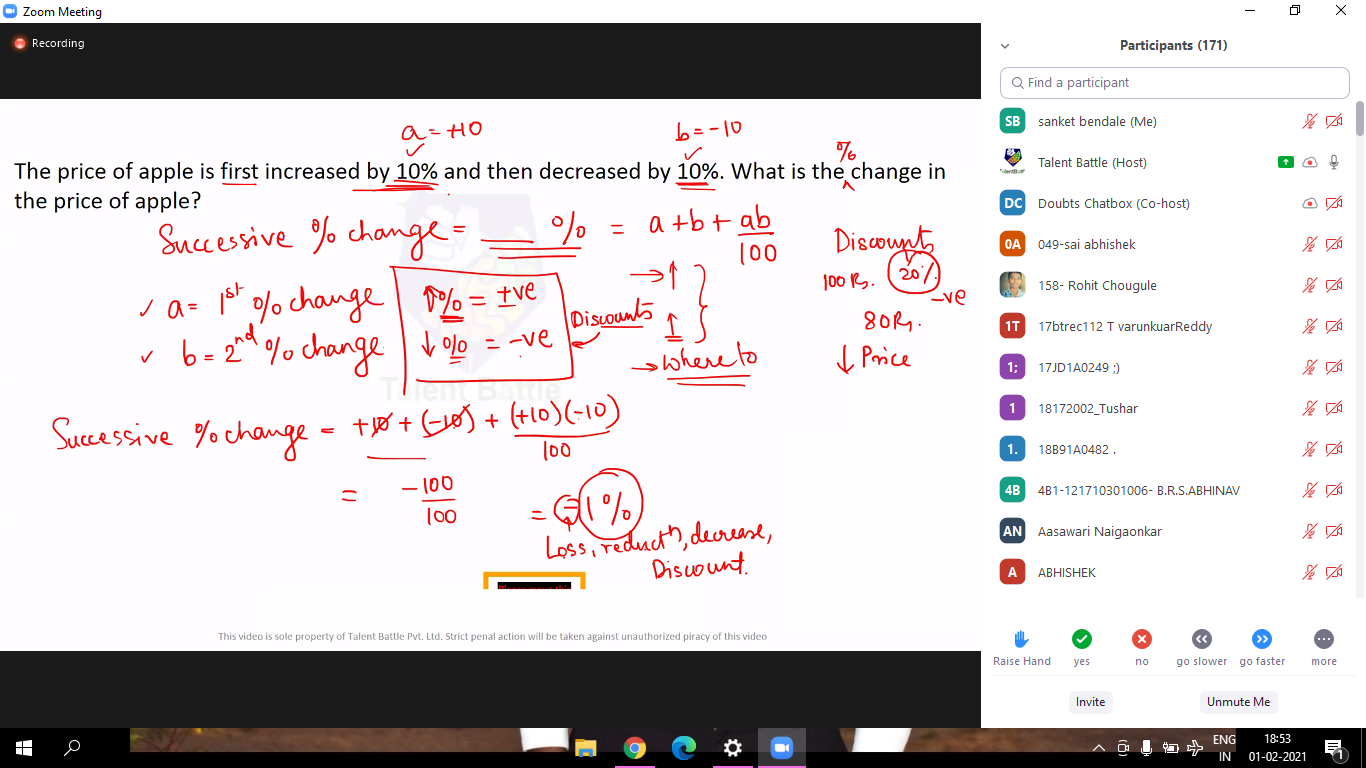 Zoom Meeting
Recording
a = +10
b = -10
%
The price of apple is first increased by 10% and then decreased by 10%. What is the change in
the price of apple?
Successive % change = ____ % = a + b + ab/100
Discounts
100 Rs. 20% -ve
80 Rs.
↓ Price
✓ a = 1st % change
✓ b = 2nd % change
↑% = +ve
↓% = -ve
Discounts
→ ↑
↑
→ Where to
Talent Battle
Successive % change = +10 + (-10) + (+10)(-10)/100
= -100/100 = -1%
Loss, reductn, decrease,
Discount.
This video is sole property of Talent Battle Pvt. Ltd. Strict penal action will be taken against unauthorized piracy of this video
Participants (171)
Find a participant
SB sanket bendale (Me)
Talent Battle (Host)
DC Doubts Chatbox (Co-host)
0A 049-sai abhishek
158- Rohit Chougule
1T 17btrec112 T varunkuarReddy
1; 17JD1A0249 ;)
1 18172002_Tushar
1. 18B91A0482 .
4B 4B1-121710301006- B.R.S.ABHINAV
AN Aasawari Naigaonkar
A ABHISHEK
Raise Hand yes no go slower go faster more
Invite Unmute Me
ENG
IN
18:53
01-02-2021
1